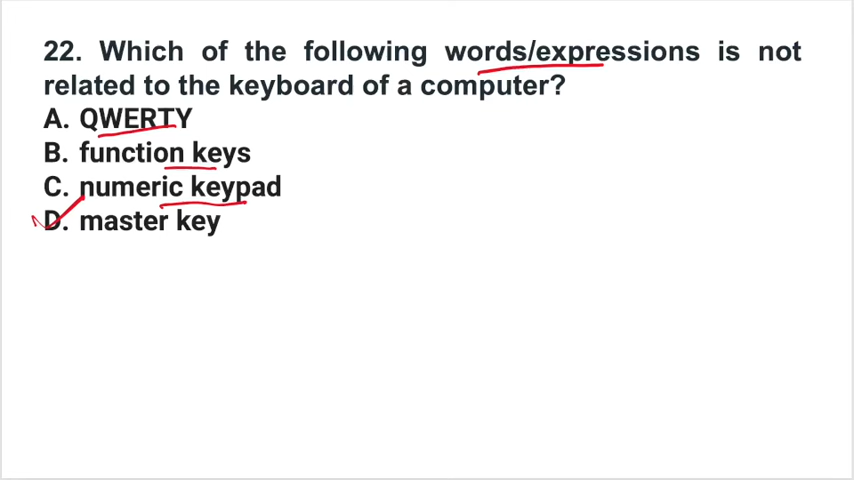 22. Which of the following words/expressions is not
related to the keyboard of a computer?
A. QWERTY
B. function keys
C. numeric keypad
D. master key